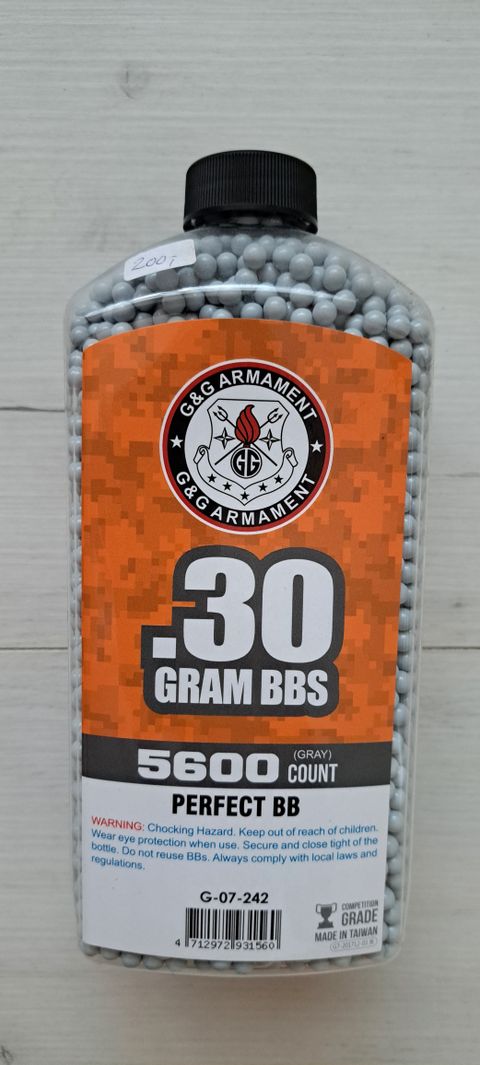 200,-
G&G ARMAMENT
GG
G&G ARMAMENT
.30
GRAM BBS
5600 (GRAY) COUNT
PERFECT BB
WARNING: Chocking Hazard. Keep out of reach of children.
Wear eye protection when use. Secure and close tight of the
bottle. Do not reuse BBs. Always comply with local laws and
regulations.
G-07-242
4 712972 931560
COMPETITION
GRADE
MADE IN TAIWAN